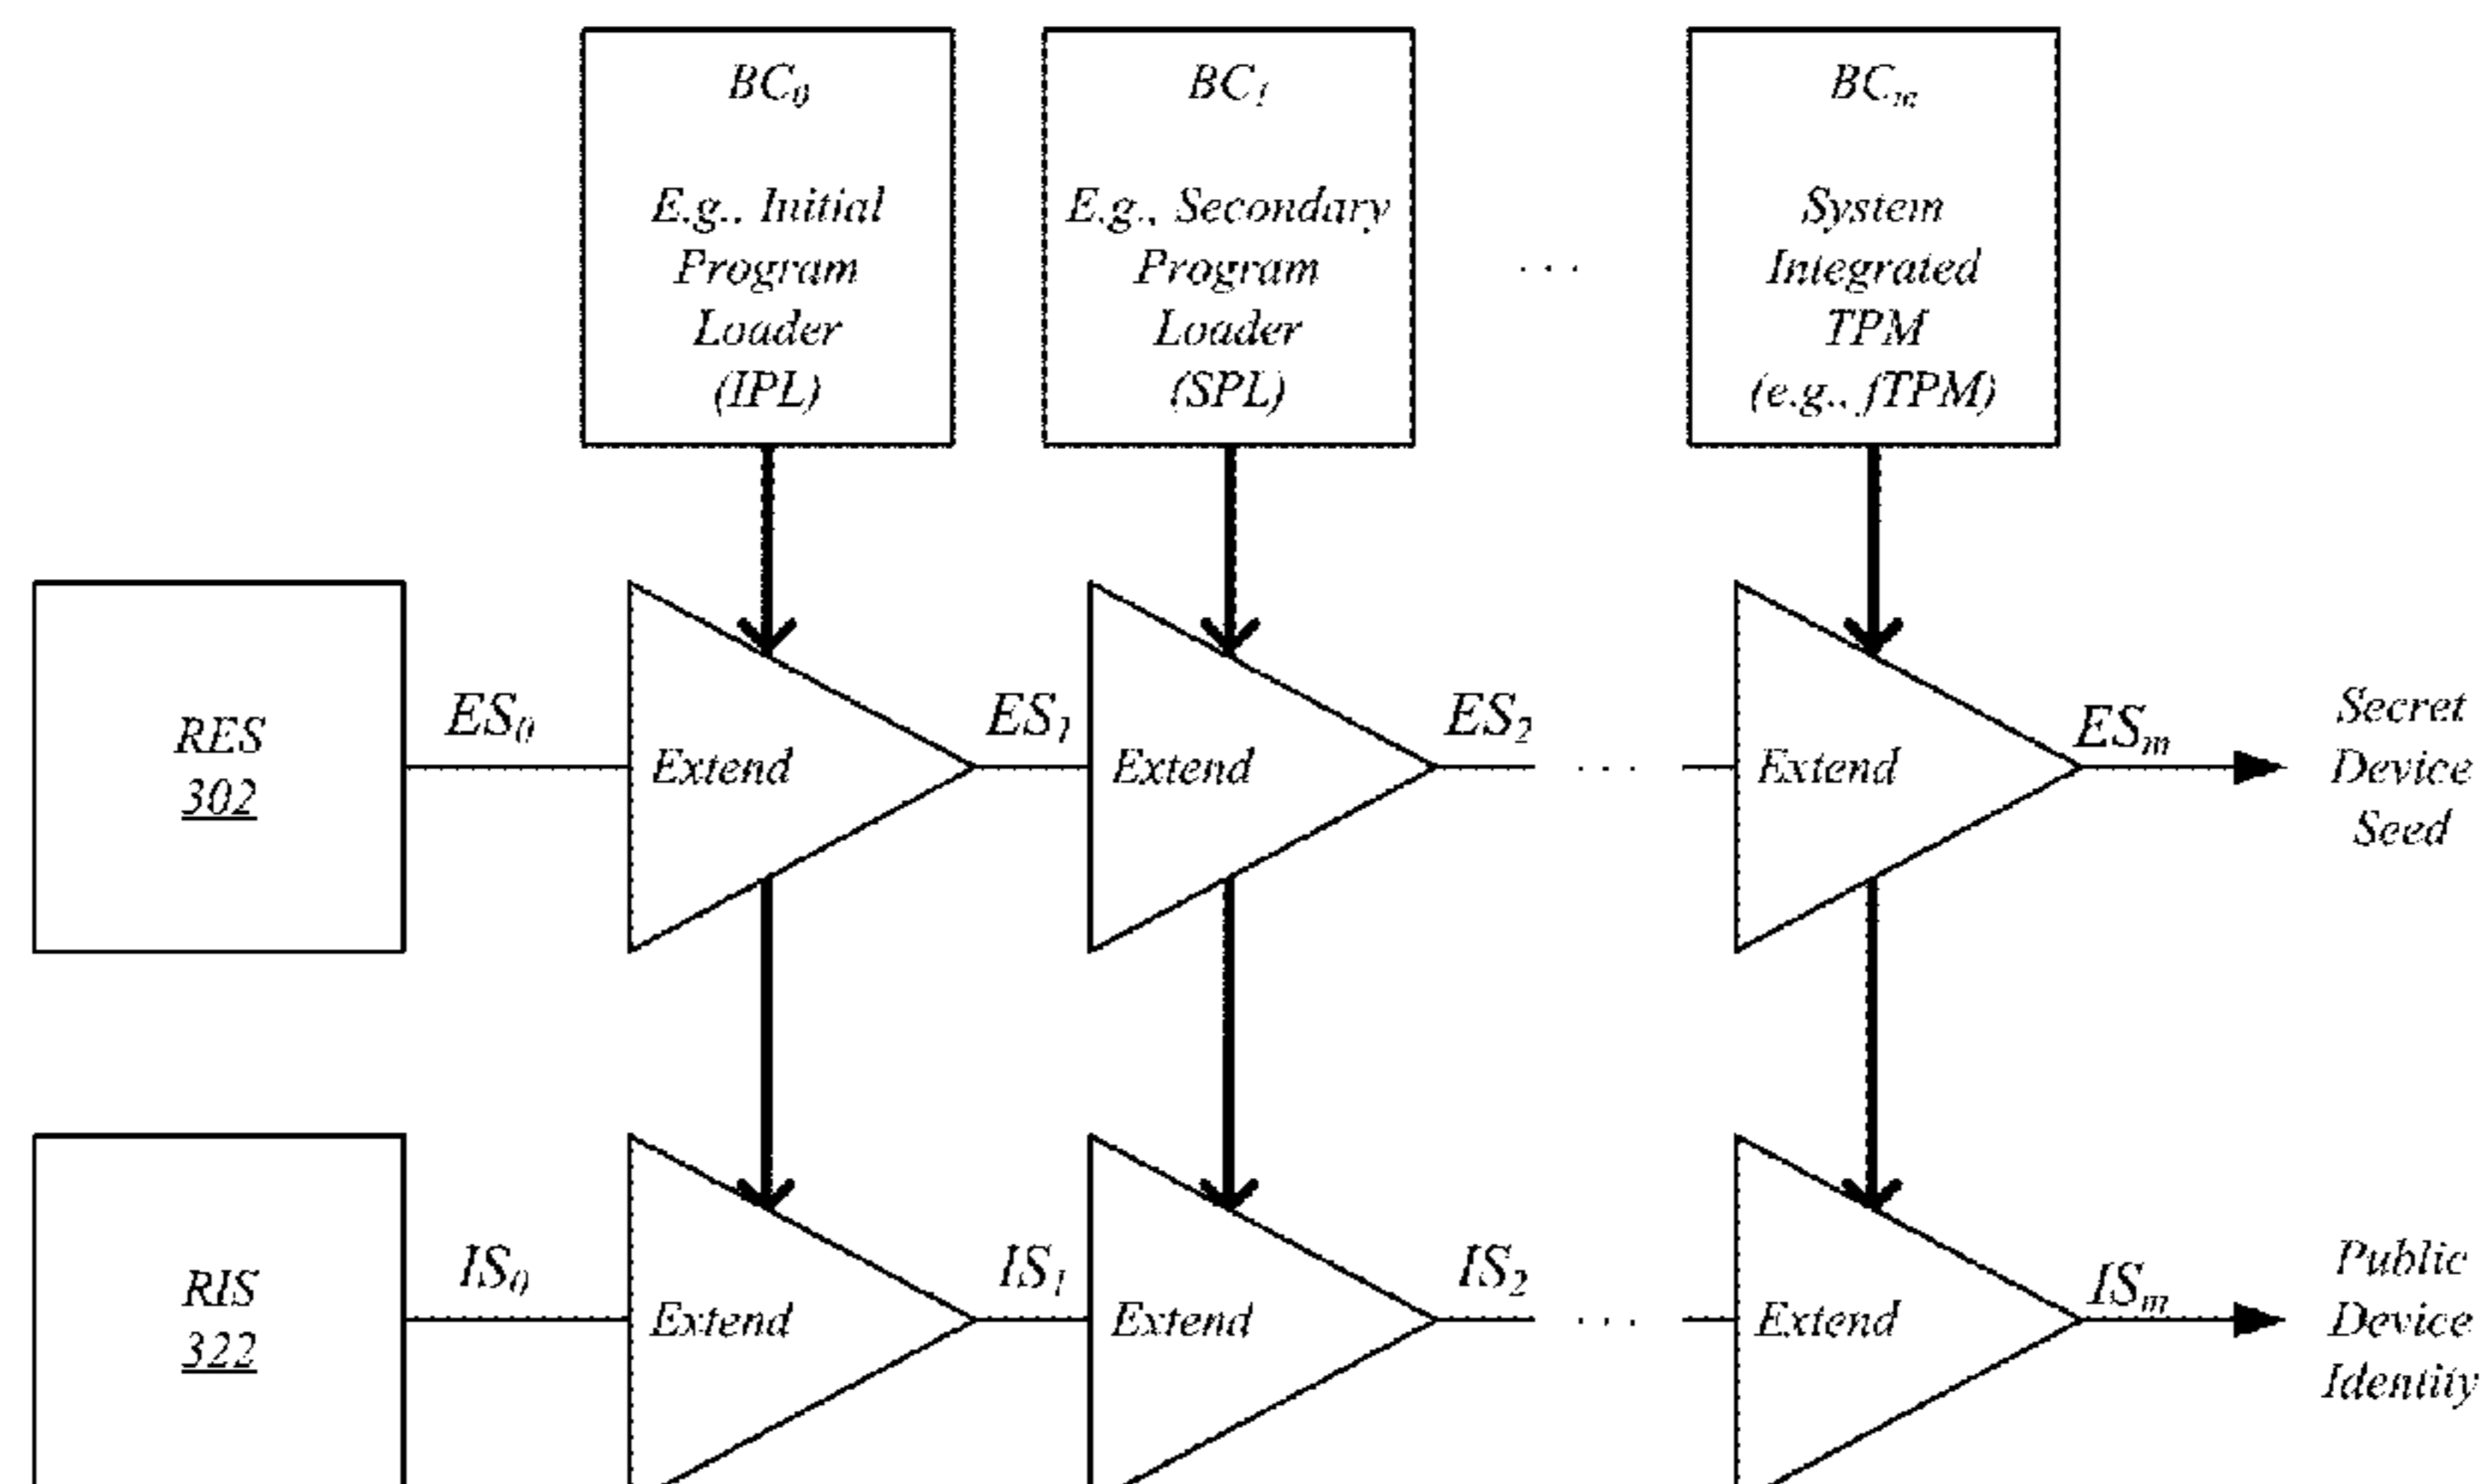 BC₀
E.g., Initial
Program
Loader
(IPL)
BC₁
E.g., Secondary
Program
Loader
(SPL)
. . .
BCₘ
System
Integrated
TPM
(e.g., fTPM)
RES
302
ES₀
Extend
ES₁
Extend
ES₂
. . .
Extend
ESₘ
Secret
Device
Seed
RIS
322
IS₀
Extend
IS₁
Extend
IS₂
. . .
Extend
ISₘ
Public
Device
Identity